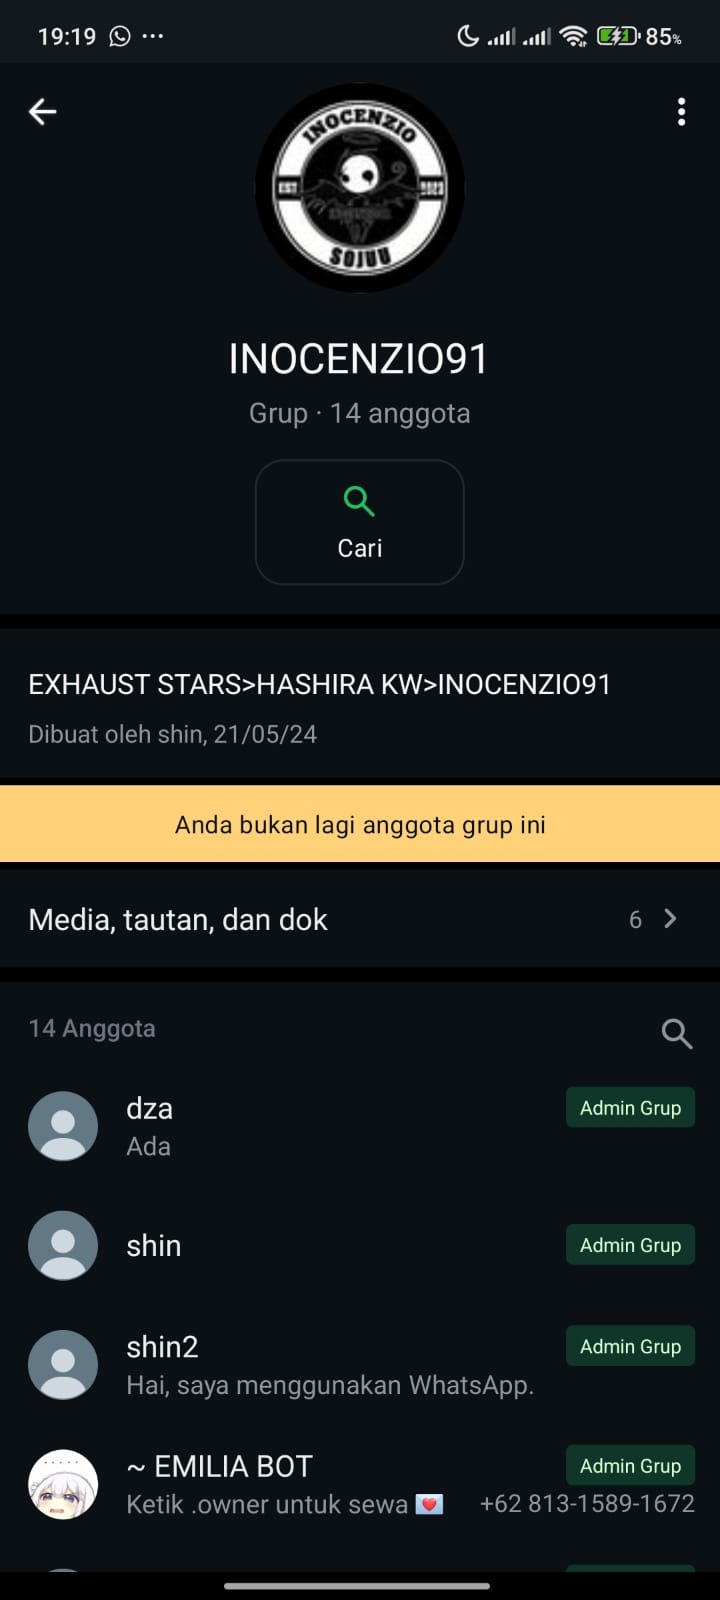 19:19
85%
INOCENZIO
EST 2023
SOJUU
INOCENZIO91
Grup · 14 anggota
Cari
EXHAUST STARS>HASHIRA KW>INOCENZIO91
Dibuat oleh shin, 21/05/24
Anda bukan lagi anggota grup ini
Media, tautan, dan dok 6
14 Anggota
dza Admin Grup
Ada
shin Admin Grup
shin2 Admin Grup
Hai, saya menggunakan WhatsApp.
~ EMILIA BOT Admin Grup
Ketik .owner untuk sewa 💌 +62 813-1589-1672